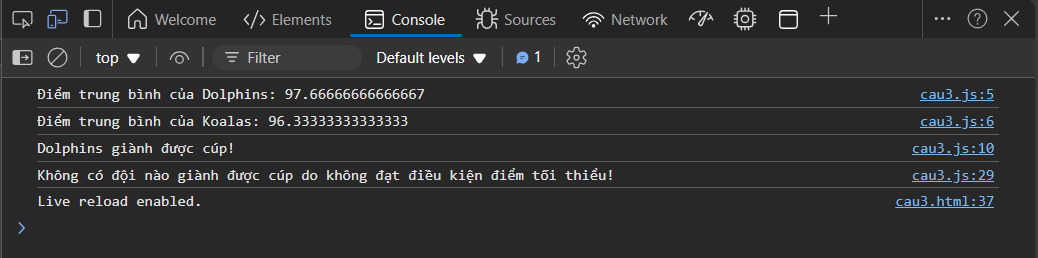 Welcome Elements Console Sources Network
top Filter Default levels 1
Điểm trung bình của Dolphins: 97.66666666666667 cau3.js:5
Điểm trung bình của Koalas: 96.33333333333333 cau3.js:6
Dolphins giành được cúp! cau3.js:10
Không có đội nào giành được cúp do không đạt điều kiện điểm tối thiểu! cau3.js:29
Live reload enabled. cau3.html:37